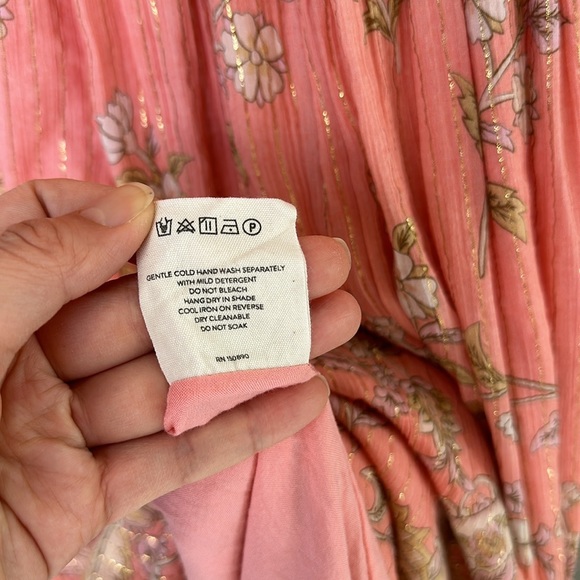 P
GENTLE COLD HAND WASH SEPARATELY
WITH MILD DETERGENT
DO NOT BLEACH
HANG DRY IN SHADE
COOL IRON ON REVERSE
DRY CLEANABLE
DO NOT SOAK
RN 150890